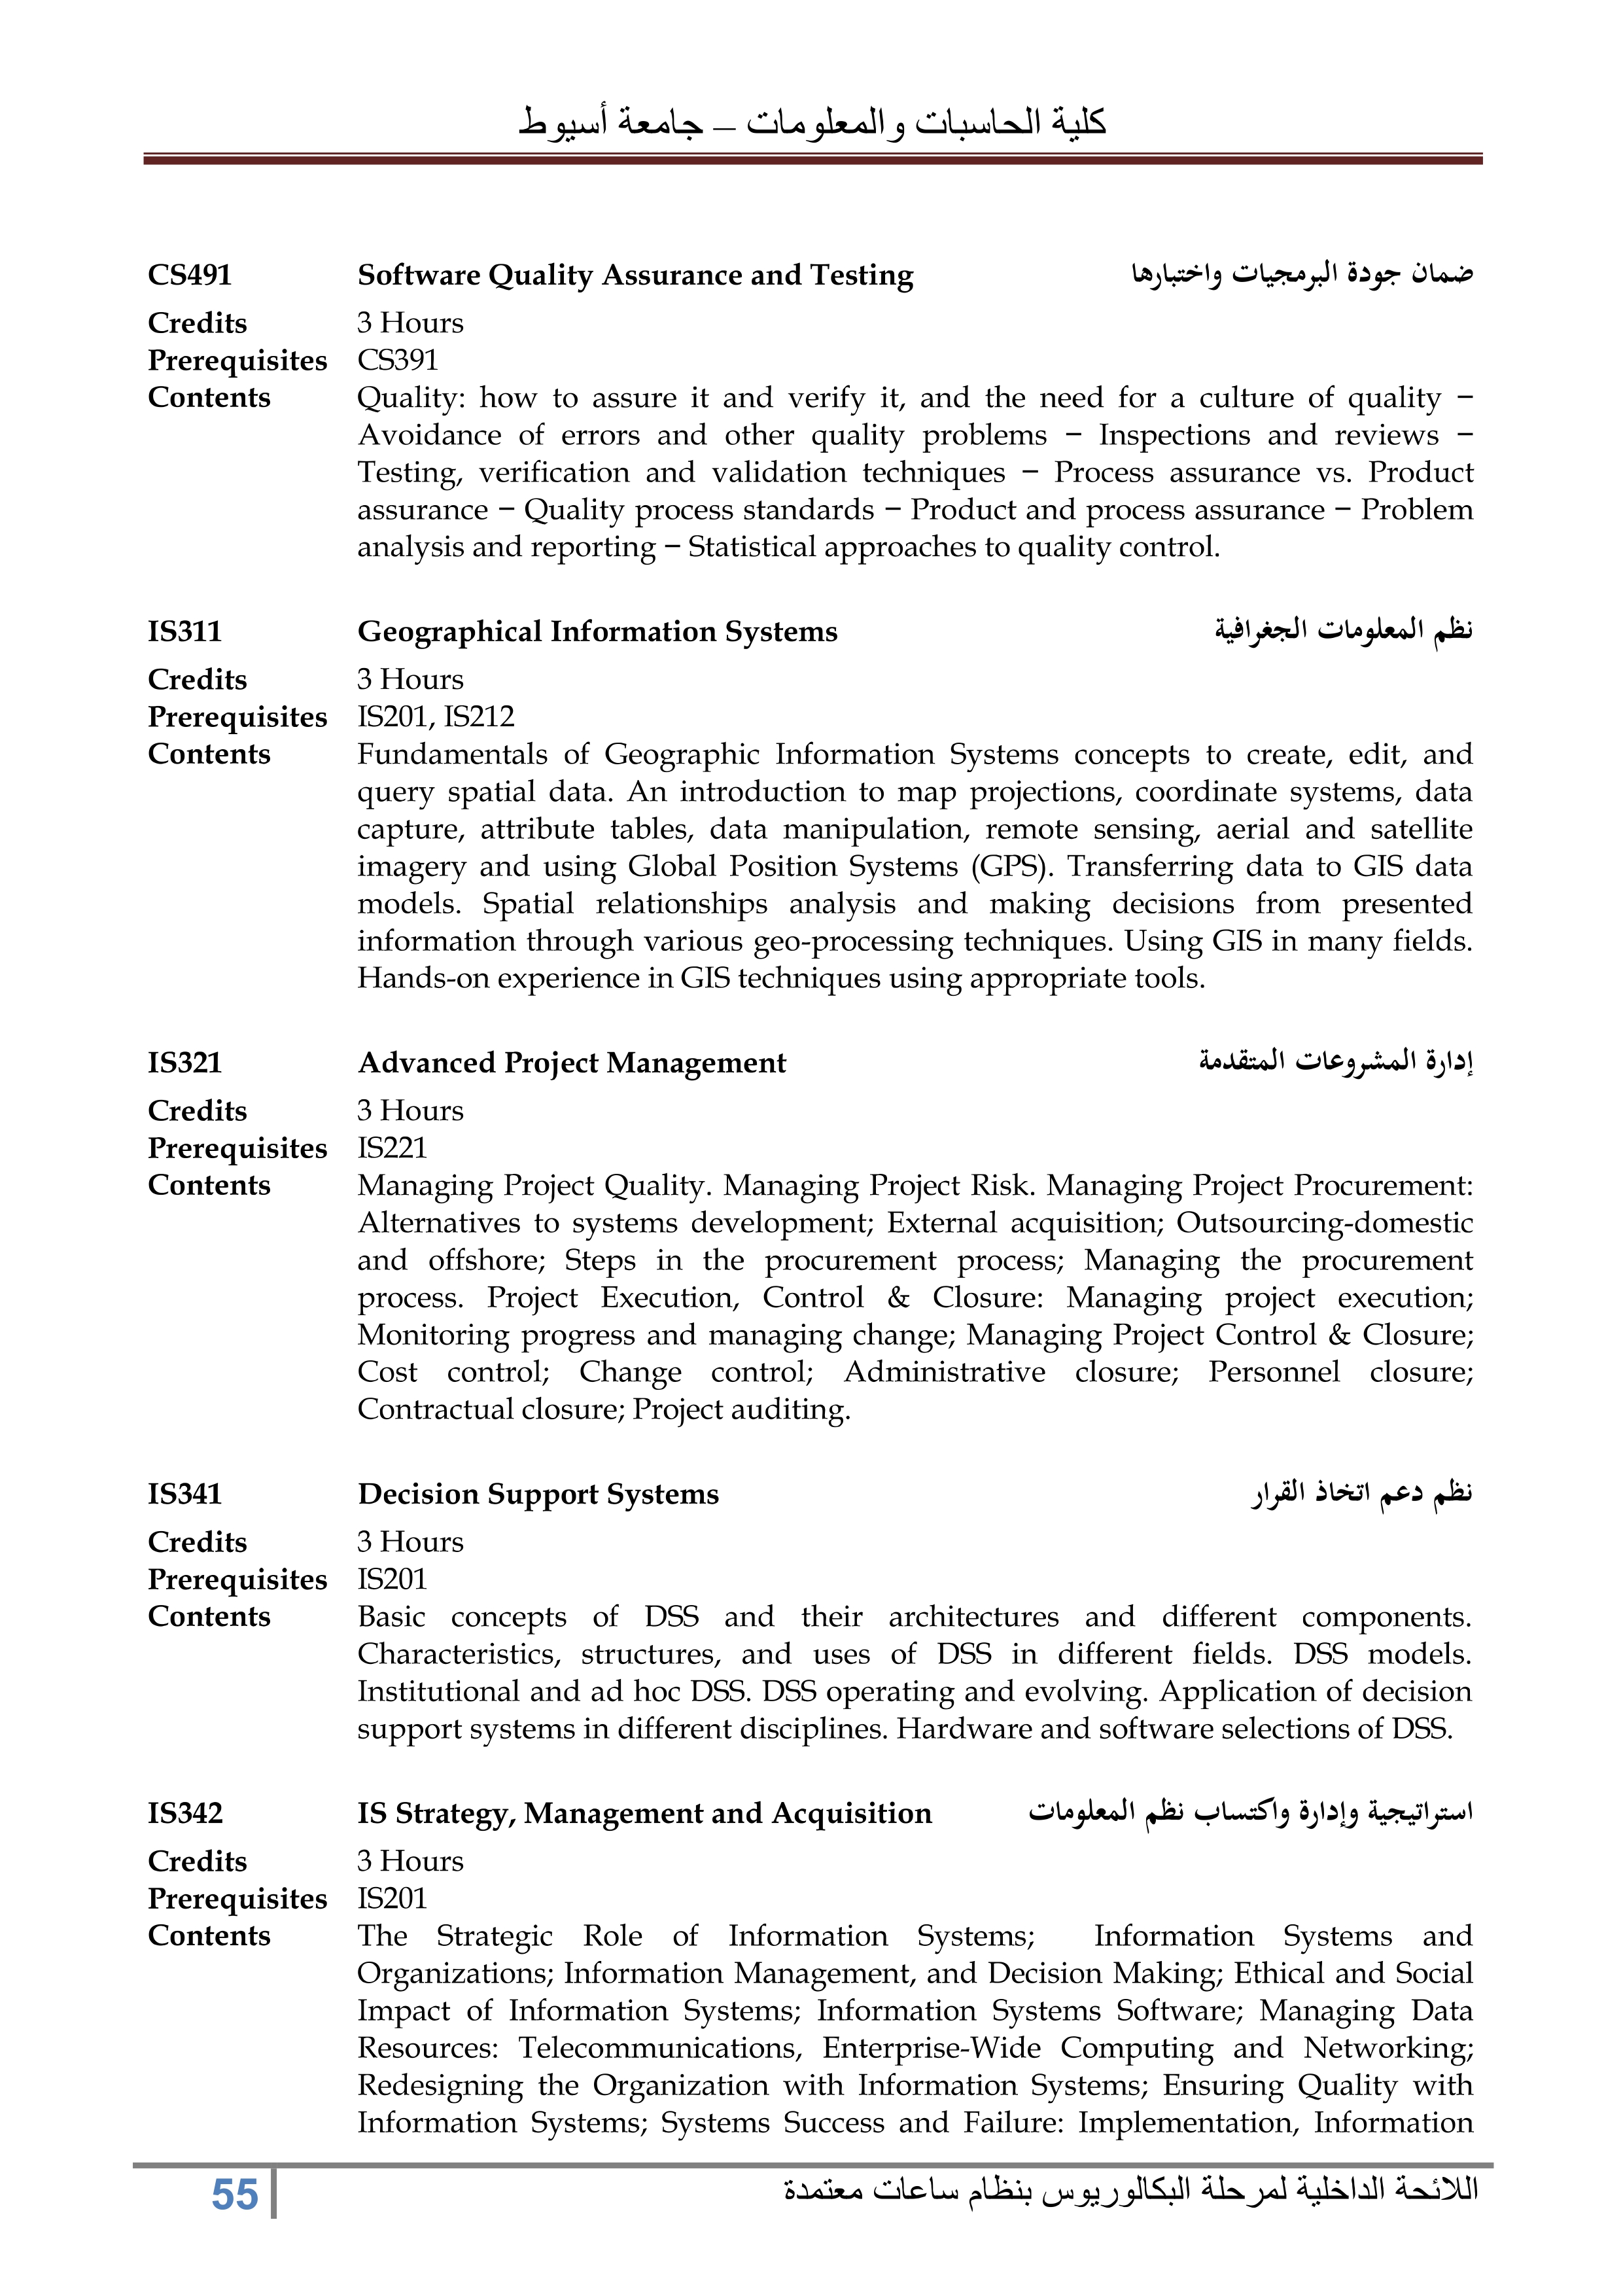 كلية الحاسبات والمعلومات – جامعة أسيوط
CS491 Software Quality Assurance and Testing ضمان جودة البرمجيات واختبارها
Credits 3 Hours
Prerequisites CS391
Contents Quality: how to assure it and verify it, and the need for a culture of quality −
Avoidance of errors and other quality problems − Inspections and reviews −
Testing, verification and validation techniques − Process assurance vs. Product
assurance − Quality process standards − Product and process assurance − Problem
analysis and reporting − Statistical approaches to quality control.
IS311 Geographical Information Systems نظم المعلومات الجغرافية
Credits 3 Hours
Prerequisites IS201, IS212
Contents Fundamentals of Geographic Information Systems concepts to create, edit, and
query spatial data. An introduction to map projections, coordinate systems, data
capture, attribute tables, data manipulation, remote sensing, aerial and satellite
imagery and using Global Position Systems (GPS). Transferring data to GIS data
models. Spatial relationships analysis and making decisions from presented
information through various geo-processing techniques. Using GIS in many fields.
Hands-on experience in GIS techniques using appropriate tools.
IS321 Advanced Project Management إدارة المشروعات المتقدمة
Credits 3 Hours
Prerequisites IS221
Contents Managing Project Quality. Managing Project Risk. Managing Project Procurement:
Alternatives to systems development; External acquisition; Outsourcing-domestic
and offshore; Steps in the procurement process; Managing the procurement
process. Project Execution, Control & Closure: Managing project execution;
Monitoring progress and managing change; Managing Project Control & Closure;
Cost control; Change control; Administrative closure; Personnel closure;
Contractual closure; Project auditing.
IS341 Decision Support Systems نظم دعم اتخاذ القرار
Credits 3 Hours
Prerequisites IS201
Contents Basic concepts of DSS and their architectures and different components.
Characteristics, structures, and uses of DSS in different fields. DSS models.
Institutional and ad hoc DSS. DSS operating and evolving. Application of decision
support systems in different disciplines. Hardware and software selections of DSS.
IS342 IS Strategy, Management and Acquisition استراتيجية وإدارة واكتساب نظم المعلومات
Credits 3 Hours
Prerequisites IS201
Contents The Strategic Role of Information Systems; Information Systems and
Organizations; Information Management, and Decision Making; Ethical and Social
Impact of Information Systems; Information Systems Software; Managing Data
Resources: Telecommunications, Enterprise-Wide Computing and Networking;
Redesigning the Organization with Information Systems; Ensuring Quality with
Information Systems; Systems Success and Failure: Implementation, Information
55 اللائحة الداخلية لمرحلة البكالوريوس بنظام ساعات معتمدة